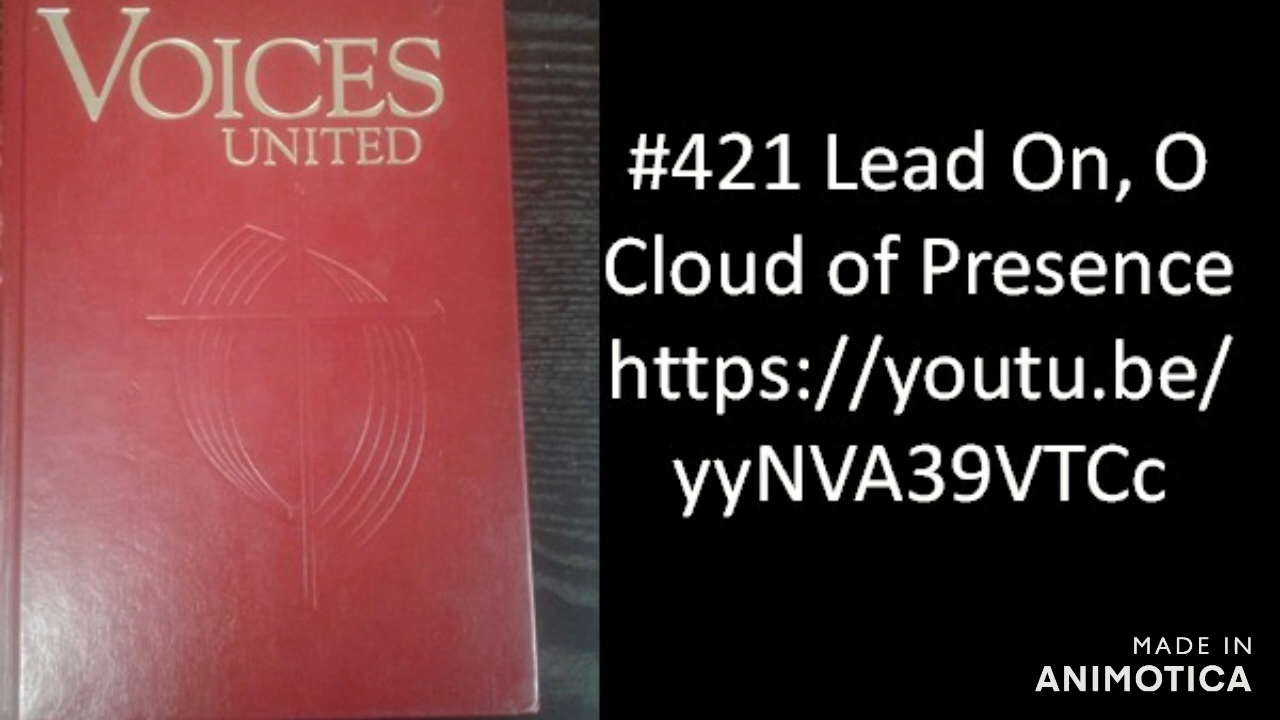 VOICES
UNITED
#421 Lead On, O
Cloud of Presence
https://youtu.be/
yyNVA39VTCc
MADE IN
ANIMOTICA